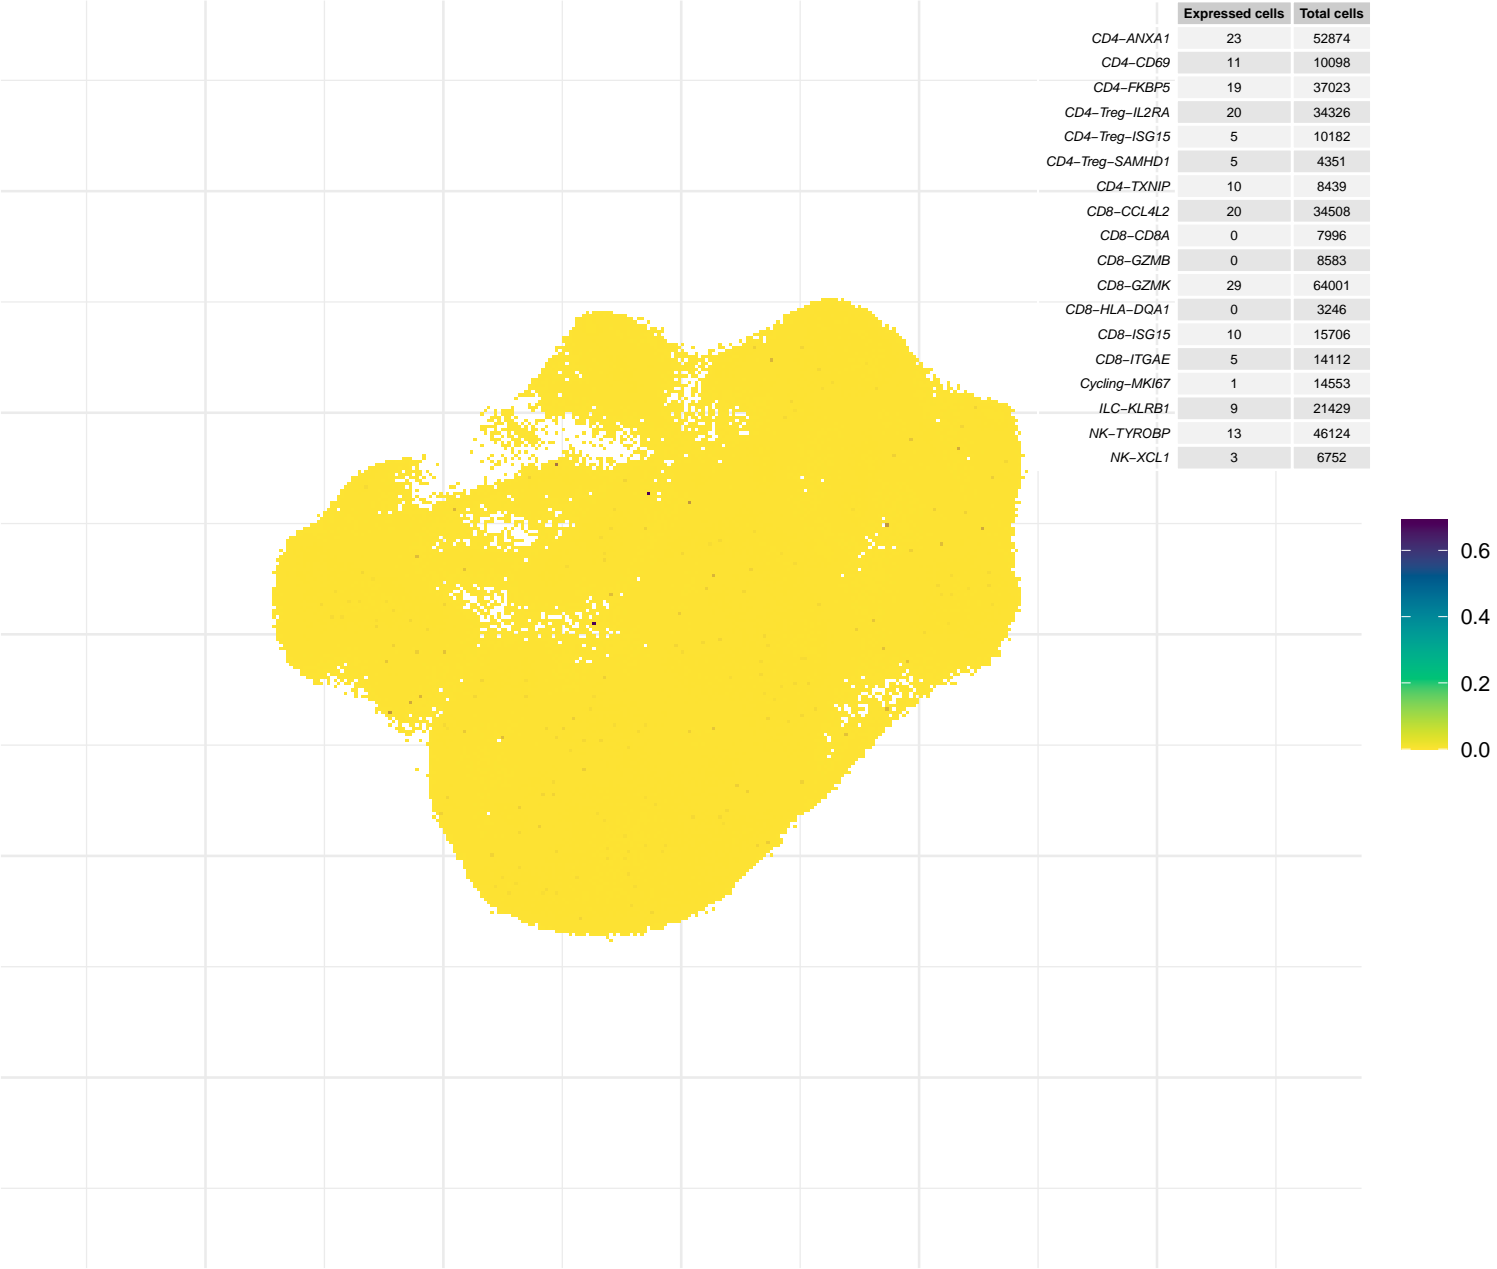 Expressed cells Total cells
CD4−ANXA1 23 52874
CD4−CD69 11 10098
CD4−FKBP5 19 37023
CD4−Treg−IL2RA 20 34326
CD4−Treg−ISG15 5 10182
CD4−Treg−SAMHD1 5 4351
CD4−TXNIP 10 8439
CD8−CCL4L2 20 34508
CD8−CD8A 0 7996
CD8−GZMB 0 8583
CD8−GZMK 29 64001
CD8−HLA−DQA1 0 3246
CD8−ISG15 10 15706
CD8−ITGAE 5 14112
Cycling−MKI67 1 14553
ILC−KLRB1 9 21429
NK−TYROBP 13 46124
NK−XCL1 3 6752
0.6
0.4
0.2
0.0